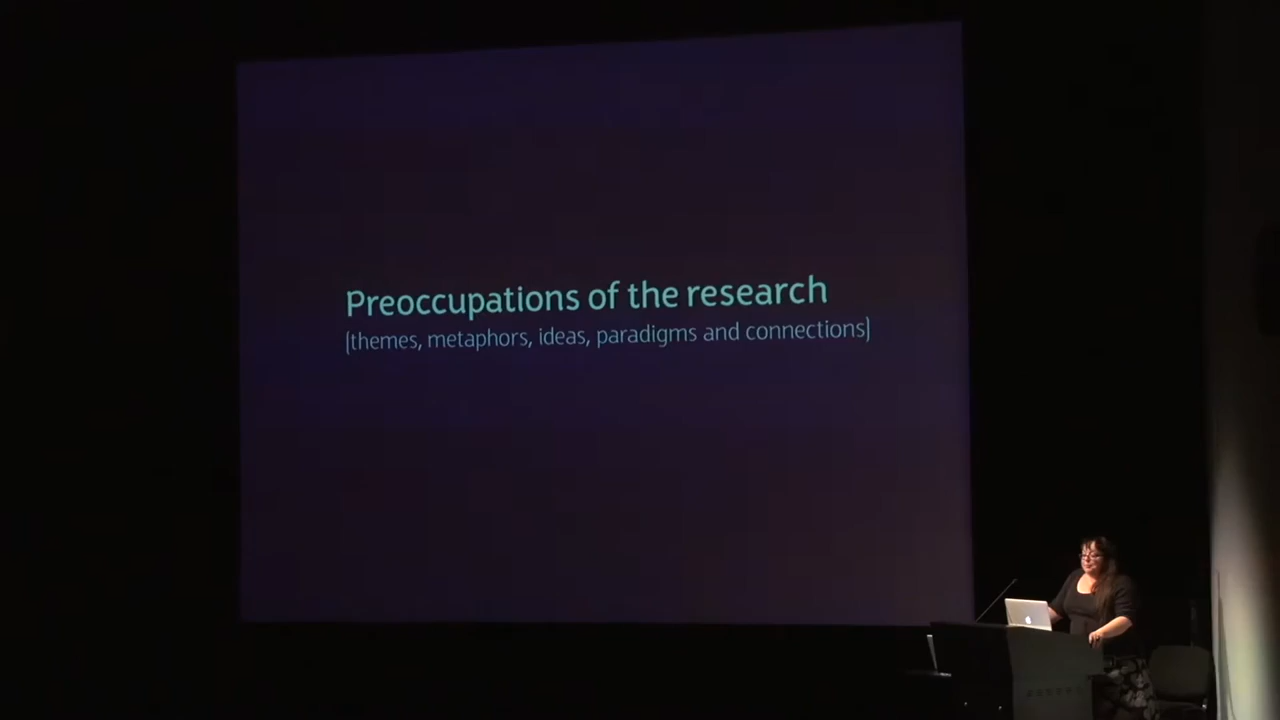 Preoccupations of the research
(themes, metaphors, ideas, paradigms and connections)